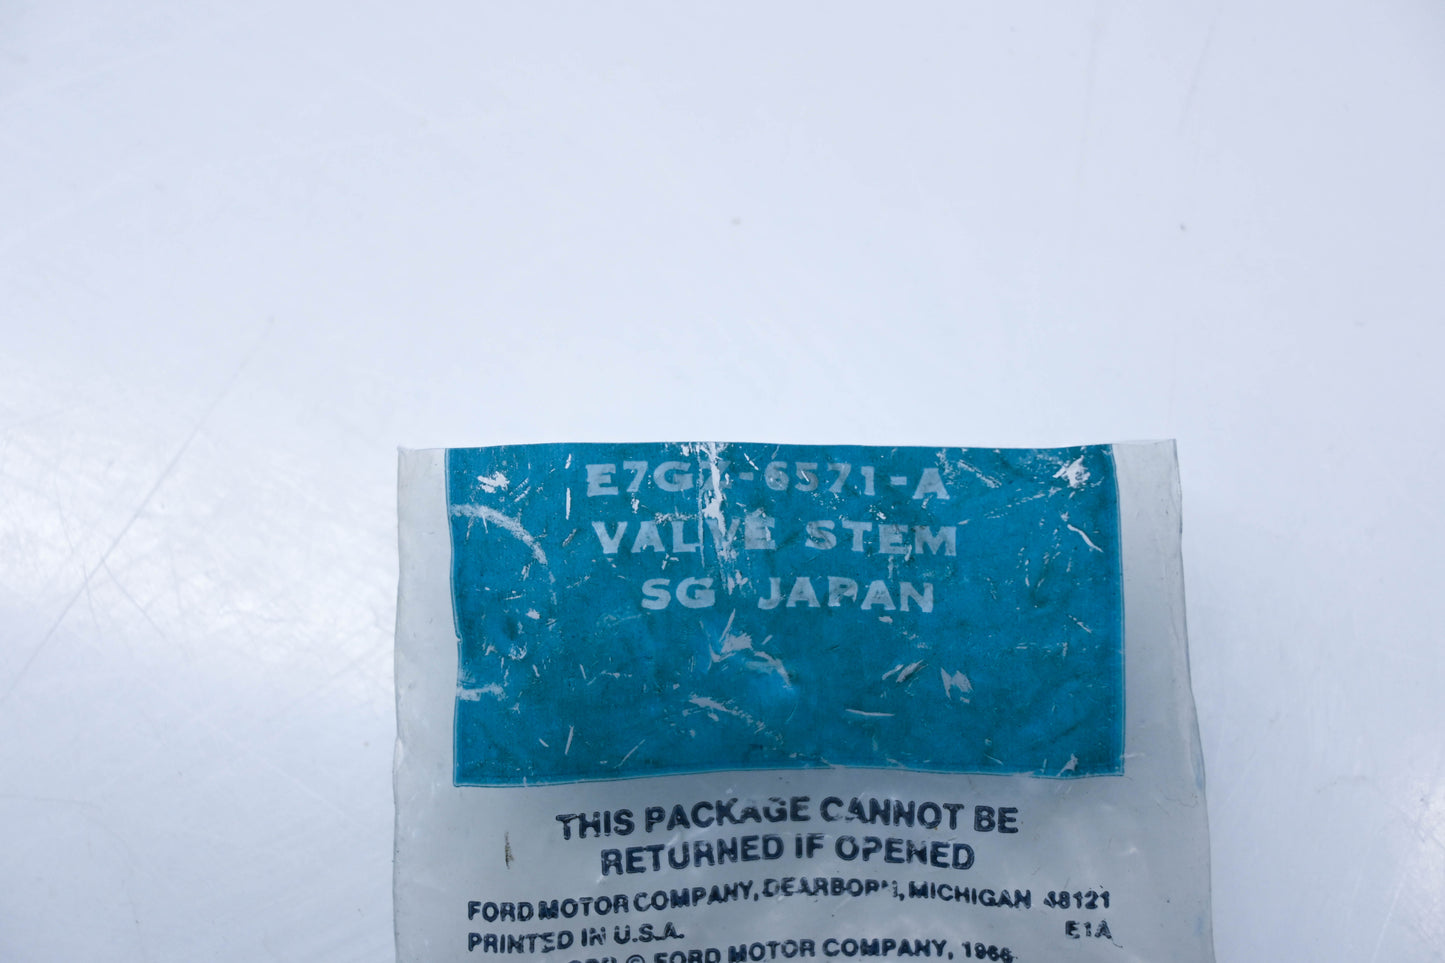 E7GZ-6571-A
VALVE STEM
SG JAPAN
THIS PACKAGE CANNOT BE
RETURNED IF OPENED
FORD MOTOR COMPANY, DEARBORN, MICHIGAN 48121
PRINTED IN U.S.A. E1A
© FORD MOTOR COMPANY,